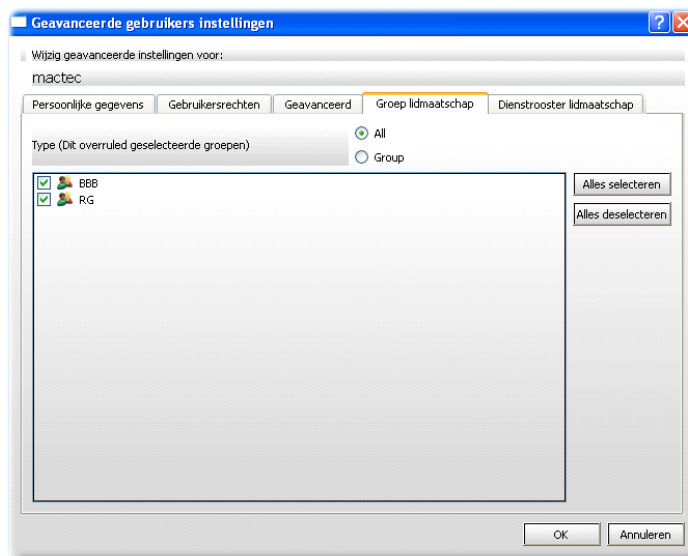 Geavanceerde gebruikers instellingen
Wijzig geavanceerde instellingen voor:
mactec
Persoonlijke gegevens Gebruikersrechten Geavanceerd Groep lidmaatschap Dienstrooster lidmaatschap
Type (Dit overruled geselecteerde groepen)
All
Group
BBB
RG
Alles selecteren
Alles deselecteren
OK Annuleren